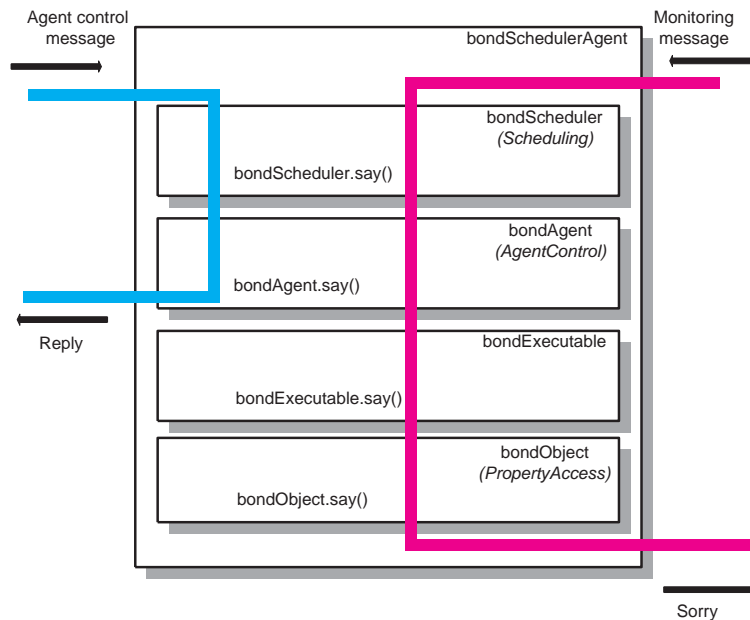 Agent control
message
bondSchedulerAgent
Monitoring
message
bondScheduler
(Scheduling)
bondScheduler.say()
bondAgent
(AgentControl)
bondAgent.say()
Reply
bondExecutable
bondExecutable.say()
bondObject
(PropertyAccess)
bondObject.say()
Sorry